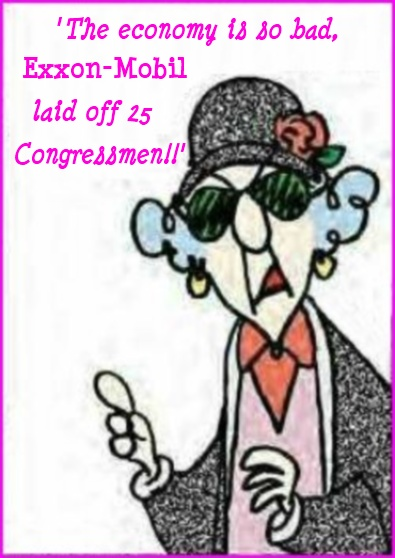 'The economy is so bad,
Exxon-Mobil
laid off 25
Congressmen!!'